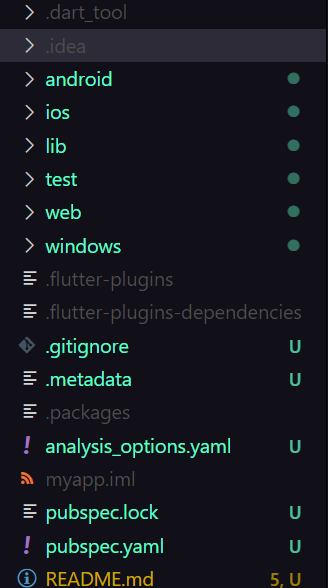 .dart_tool
.idea
android
ios
lib
test
web
windows
.flutter-plugins
.flutter-plugins-dependencies
.gitignore U
.metadata U
.packages
analysis_options.yaml U
myapp.iml
pubspec.lock U
pubspec.yaml U
README.md 5, U